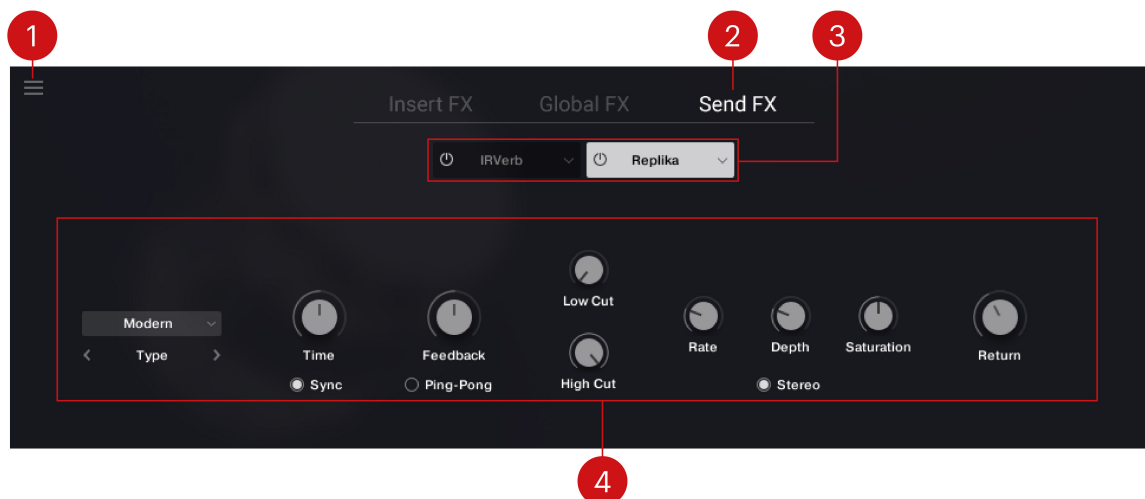 1
2
3
Insert FX
Global FX
Send FX
IRVerb
Replika
Modern
Type
Time
Sync
Feedback
Ping-Pong
Low Cut
High Cut
Rate
Depth
Stereo
Saturation
Return
4